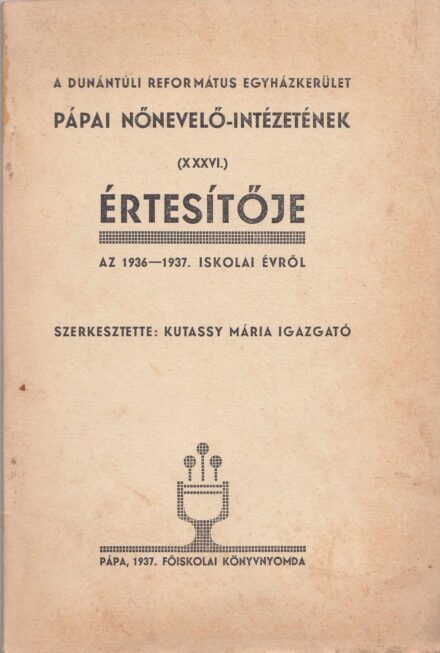 A DUNÁNTÚLI REFORMÁTUS EGYHÁZKERÜLET
PÁPAI NŐNEVELŐ-INTÉZETÉNEK
(XXXVI.)
ÉRTESÍTŐJE
AZ 1936—1937. ISKOLAI ÉVRŐL
SZERKESZTETTE: KUTASSY MÁRIA IGAZGATÓ
PÁPA, 1937. FŐISKOLAI KÖNYVNYOMDA